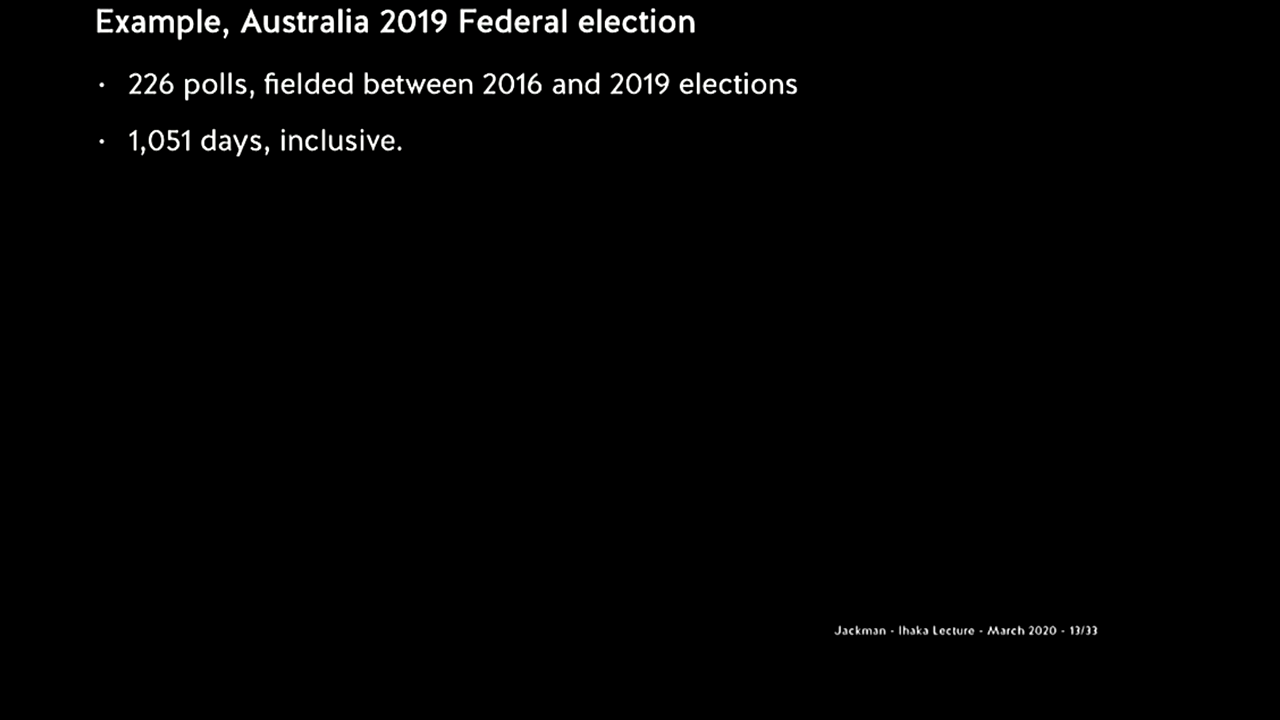 Example, Australia 2019 Federal election
· 226 polls, fielded between 2016 and 2019 elections
· 1,051 days, inclusive.
Jackman - Ihaka Lecture - March 2020 - 13/33